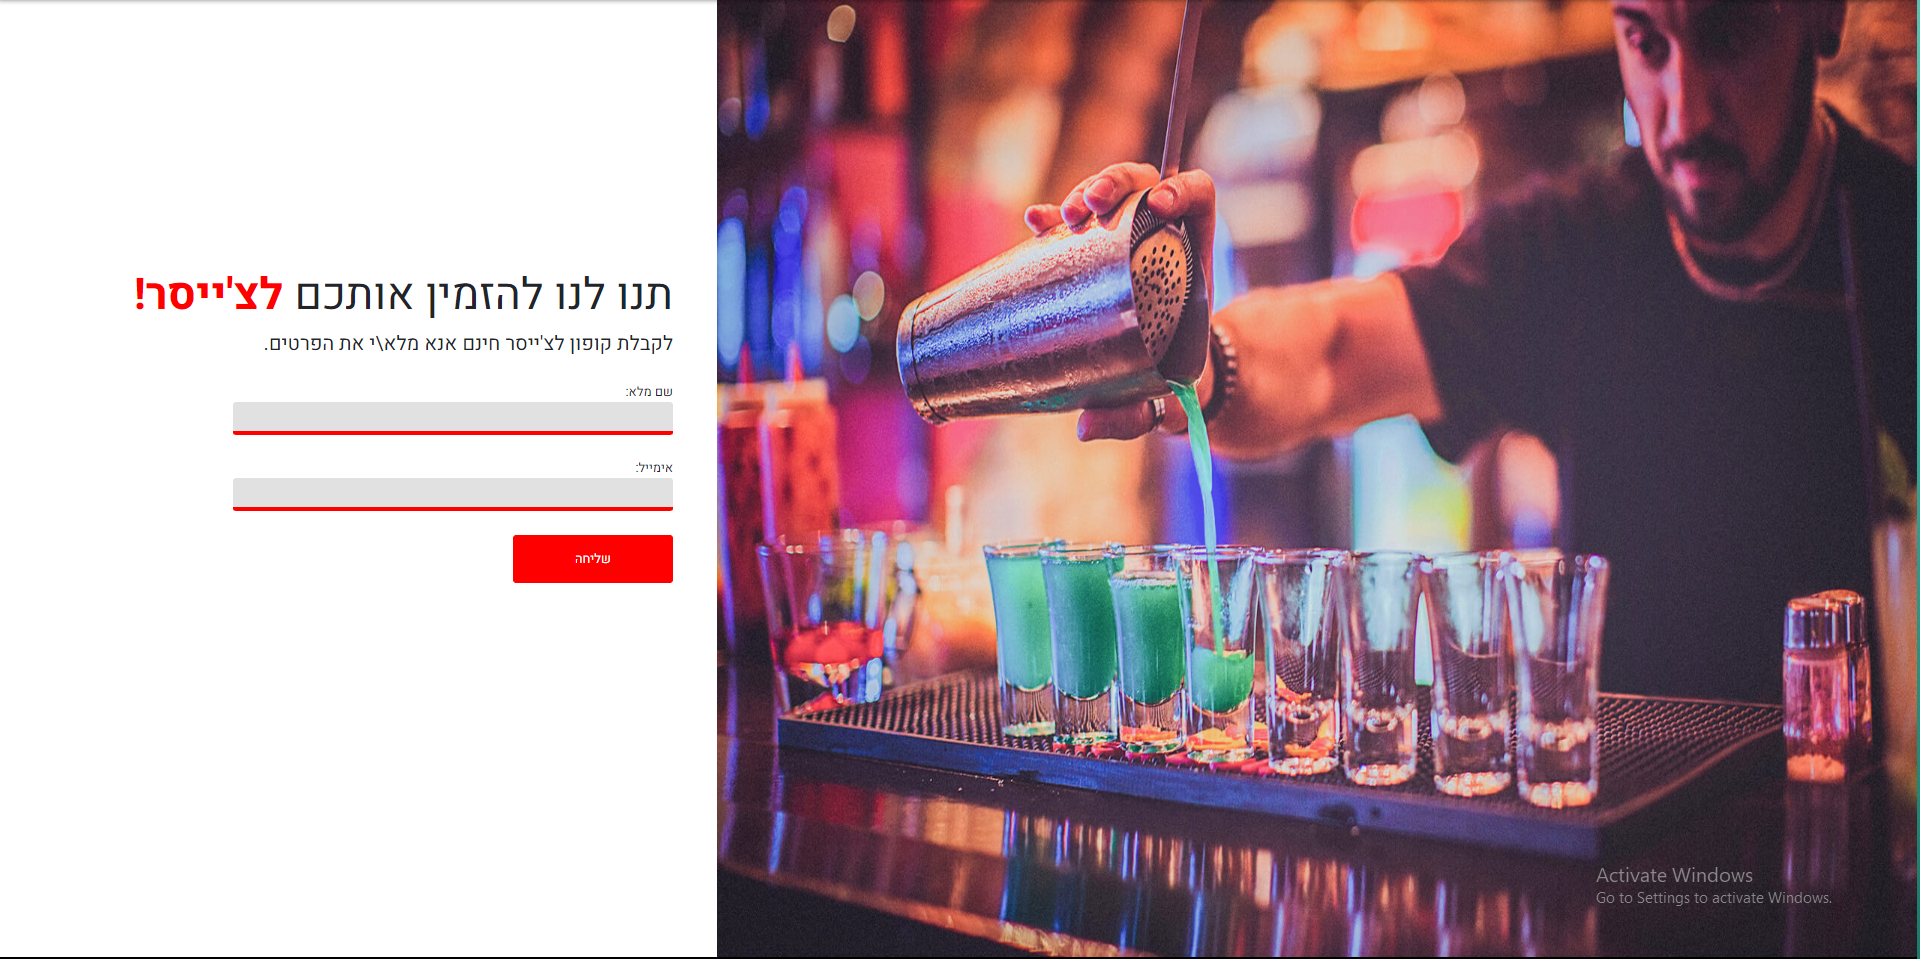 תנו לנו להזמין אותכם לצ'ייסר!
לקבלת קופון לצ'ייסר חינם אנא מלא\י את הפרטים.
שם מלא:
אימייל:
שליחה
Activate Windows
Go to Settings to activate Windows.